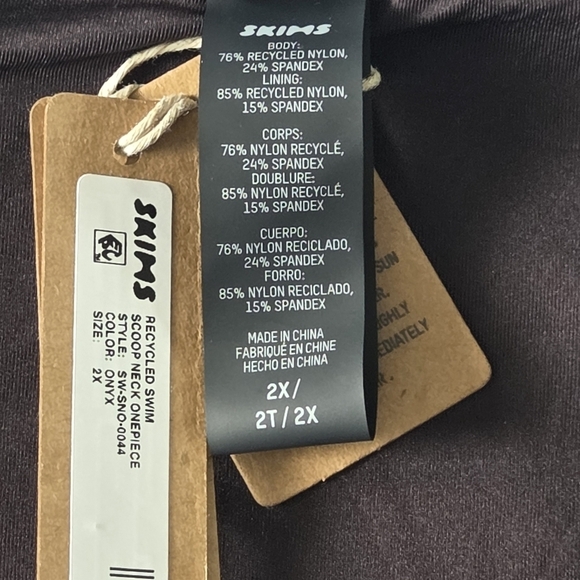 SKIMS
BODY:
76% RECYCLED NYLON,
24% SPANDEX
LINING:
85% RECYCLED NYLON,
15% SPANDEX
CORPS:
76% NYLON RECYCLÉ,
24% SPANDEX
DOUBLURE:
85% NYLON RECYCLÉ,
15% SPANDEX
CUERPO:
76% NYLON RECICLADO,
24% SPANDEX
FORRO:
85% NYLON RECICLADO,
15% SPANDEX
MADE IN CHINA
FABRIQUÉ EN CHINE
HECHO EN CHINA
2X/
2T / 2X
SKIMS
RECYCLED SWIM
SCOOP NECK ONEPIECE
STYLE: SW-SNO-0044
COLOR: ONYX
SIZE: 2X
SUN